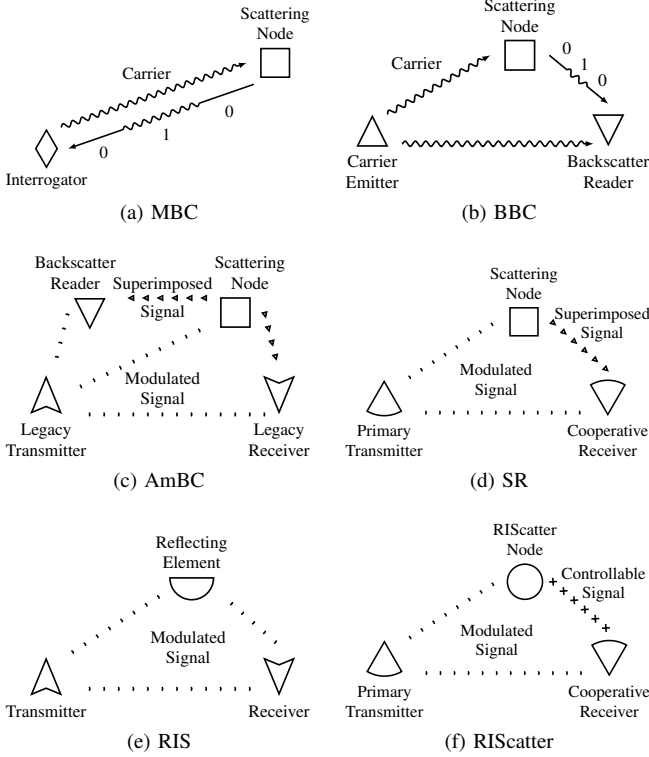 Scattering
Node
Carrier
0
1
0
Interrogator
(a) MBC
Scattering
Node
Carrier
0
1
0
Carrier
Emitter
Backscatter
Reader
(b) BBC
Backscatter
Reader
Superimposed
Signal
Scattering
Node
Modulated
Signal
Legacy
Transmitter
Legacy
Receiver
(c) AmBC
Scattering
Node
Superimposed
Signal
Modulated
Signal
Primary
Transmitter
Cooperative
Receiver
(d) SR
Reflecting
Element
Modulated
Signal
Transmitter
Receiver
(e) RIS
RIScatter
Node
Controllable
Signal
Modulated
Signal
Primary
Transmitter
Cooperative
Receiver
(f) RIScatter